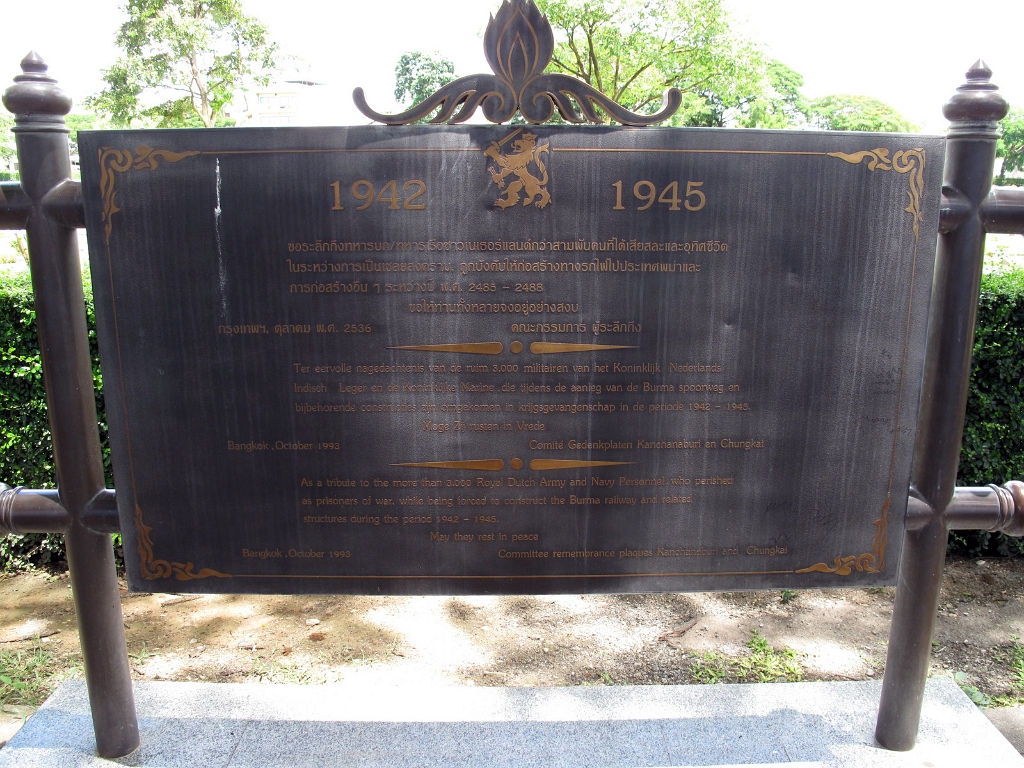 1942 1945
ขอระลึกถึงทหารบก/ทหารเรือชาวเนเธอร์แลนด์กว่าสามพันคนที่ได้เสียสละและอุทิศชีวิต
ในระหว่างการเป็นเชลยสงคราม ถูกบังคับให้ก่อสร้างทางรถไฟไปประเทศพม่าและ
การก่อสร้างอื่น ๆ ระหว่างปี พ.ศ. 2485 – 2488
ขอให้ท่านทั้งหลายจงอยู่อย่างสงบ
กรุงเทพฯ, ตุลาคม พ.ศ. 2536 คณะกรรมการ ผู้ระลึกถึง
Ter eervolle nagedachtenis van de ruim 3,000 militairen van het Koninklijk Nederlands
Indisch Leger en de Koninklijke Marine, die tijdens de aanleg van de Burma spoorweg en
bijbehorende constructies zijn omgekomen in krijgsgevangenschap in de periode 1942 – 1945.
Moge Zij rusten in Vrede
Bangkok, October 1993 Comité Gedenkplaten Kanchanaburi en Chungkai
As a tribute to the more than 3,000 Royal Dutch Army and Navy Personnel who perished
as prisoners of war, while being forced to construct the Burma railway and related
structures during the period 1942 – 1945.
May they rest in peace
Bangkok, October 1993 Committee remembrance plaques Kanchanaburi and Chungkai